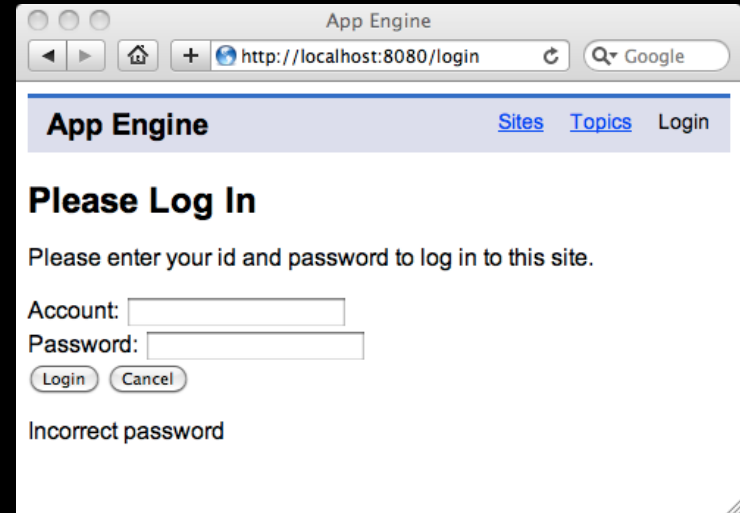 App Engine
http://localhost:8080/login
Google
App Engine Sites Topics Login
Please Log In
Please enter your id and password to log in to this site.
Account:
Password:
Login Cancel
Incorrect password